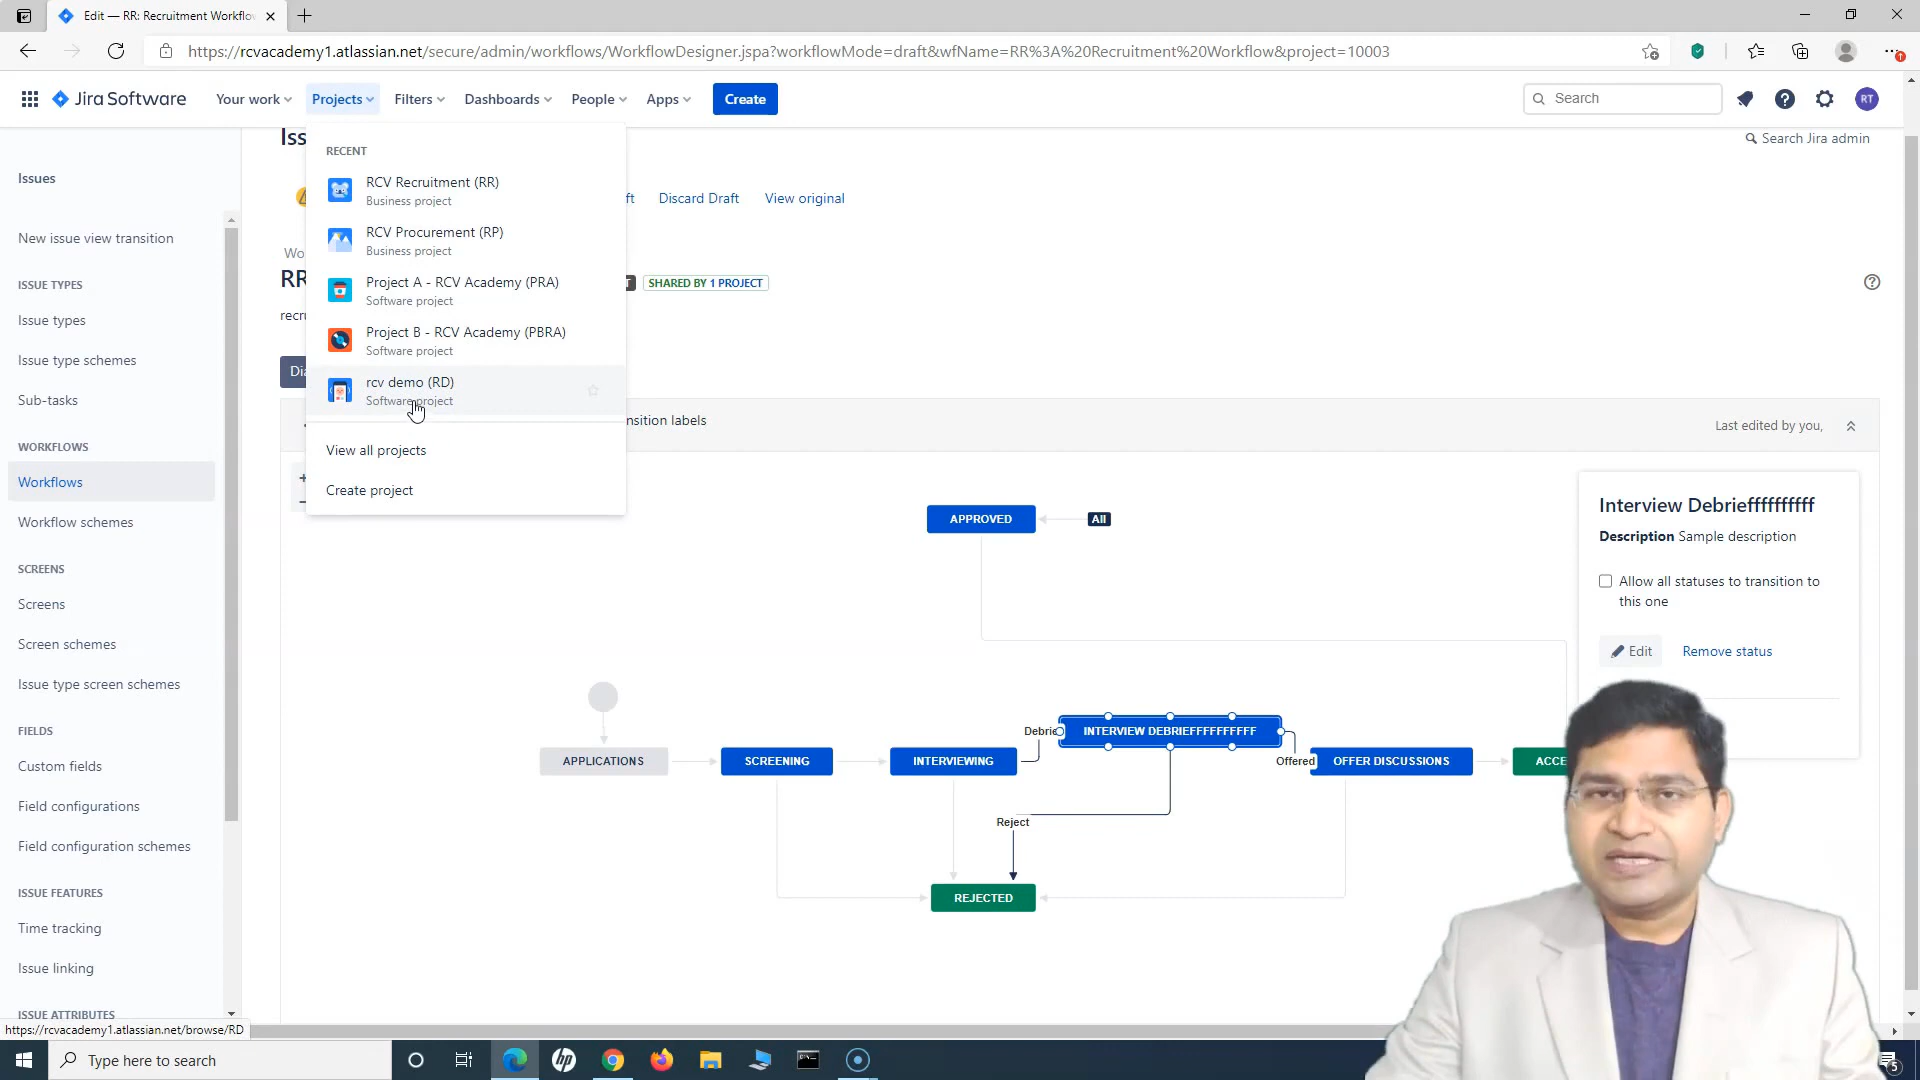 Edit — RR: Recruitment Workflo
https://rcvacademy1.atlassian.net/secure/admin/workflows/WorkflowDesigner.jspa?workflowMode=draft&wfName=RR%3A%20Recruitment%20Workflow&project=10003
Jira Software
Your work
Projects
Filters
Dashboards
People
Apps
Create
Search
RT
Iss
Search Jira admin
RECENT
RCV Recruitment (RR)
Business project
RCV Procurement (RP)
Business project
Project A - RCV Academy (PRA)
Software project
Project B - RCV Academy (PBRA)
Software project
rcv demo (RD)
Software project
View all projects
Create project
Issues
New issue view transition
ISSUE TYPES
Issue types
Issue type schemes
Sub-tasks
WORKFLOWS
Workflows
Workflow schemes
SCREENS
Screens
Screen schemes
Issue type screen schemes
FIELDS
Custom fields
Field configurations
Field configuration schemes
ISSUE FEATURES
Time tracking
Issue linking
ISSUE ATTRIBUTES
ft
Discard Draft
View original
Wo
RR
T
SHARED BY 1 PROJECT
recru
Dia
nsition labels
Last edited by you,
+
−
APPROVED
All
APPLICATIONS
SCREENING
INTERVIEWING
Debrie
INTERVIEW DEBRIEFFFFFFFFFF
Offered
OFFER DISCUSSIONS
ACCE
Reject
REJECTED
Interview Debrieffffffffff
Description Sample description
Allow all statuses to transition to
this one
Edit
Remove status
https://rcvacademy1.atlassian.net/browse/RD
Type here to search
hp
5